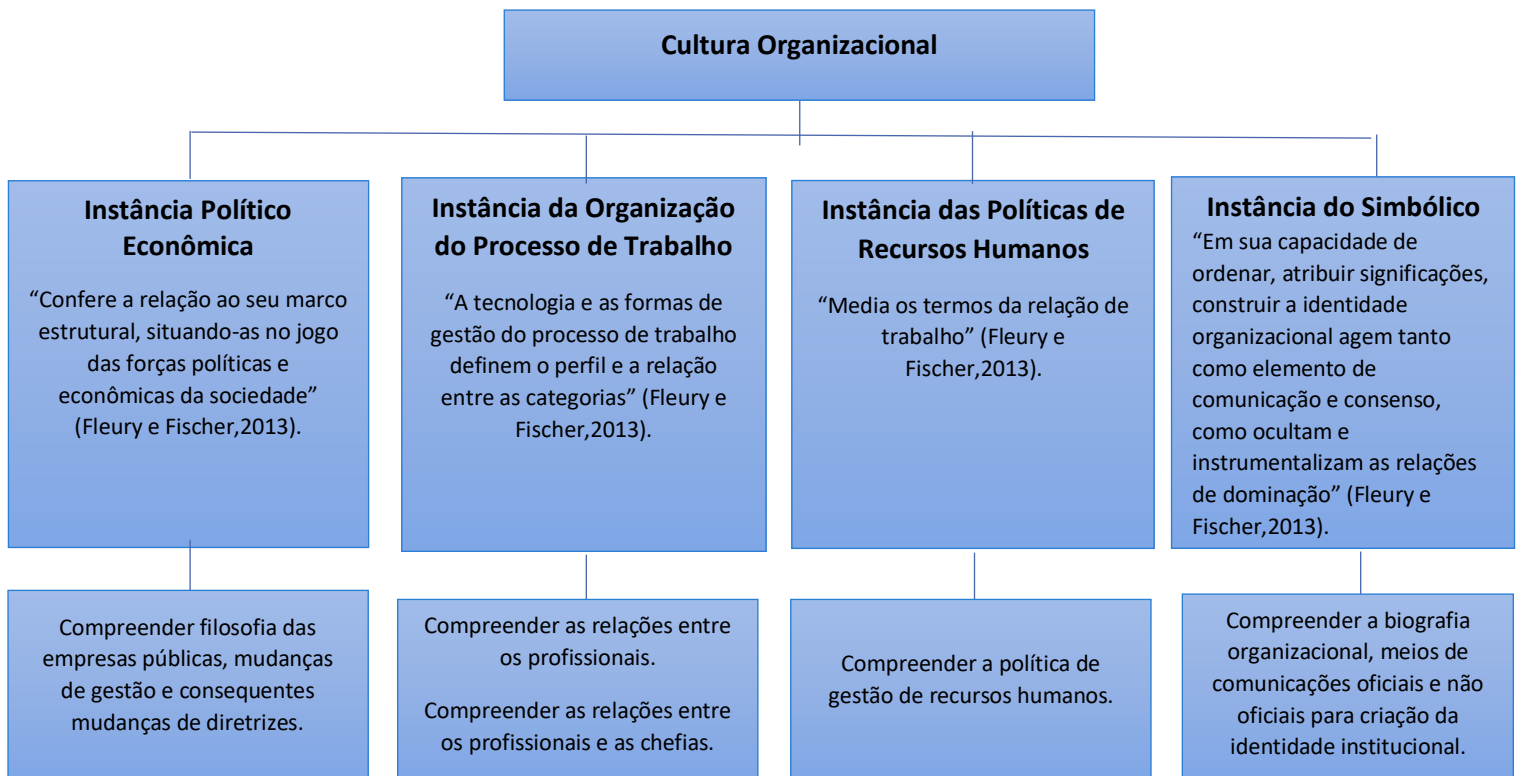 Cultura Organizacional
Instância Político
Econômica
“Confere a relação ao seu marco
estrutural, situando-as no jogo
das forças políticas e
econômicas da sociedade”
(Fleury e Fischer,2013).
Instância da Organização
do Processo de Trabalho
“A tecnologia e as formas de
gestão do processo de trabalho
definem o perfil e a relação
entre as categorias” (Fleury e
Fischer,2013).
Instância das Políticas de
Recursos Humanos
“Media os termos da relação de
trabalho” (Fleury e
Fischer,2013).
Instância do Simbólico
“Em sua capacidade de
ordenar, atribuir significações,
construir a identidade
organizacional agem tanto
como elemento de
comunicação e consenso,
como ocultam e
instrumentalizam as relações
de dominação” (Fleury e
Fischer,2013).
Compreender filosofia das
empresas públicas, mudanças
de gestão e consequentes
mudanças de diretrizes.
Compreender as relações entre
os profissionais.
Compreender as relações entre
os profissionais e as chefias.
Compreender a política de
gestão de recursos humanos.
Compreender a biografia
organizacional, meios de
comunicações oficiais e não
oficiais para criação da
identidade institucional.